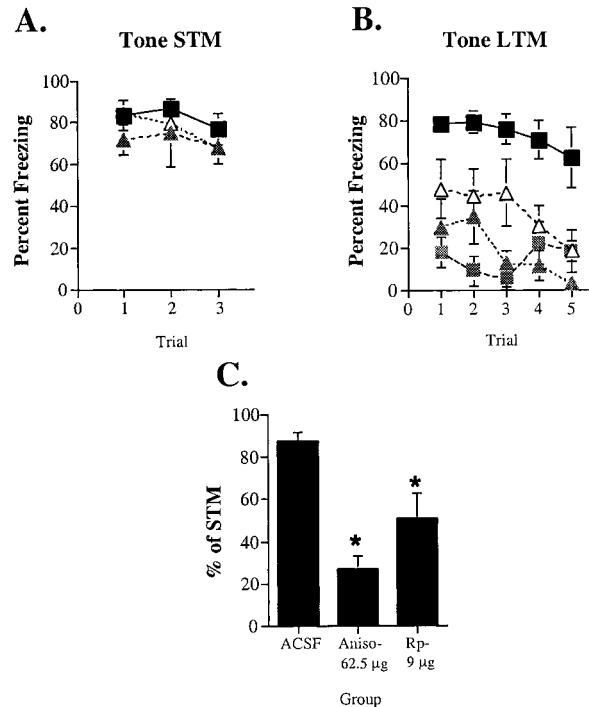 A.
Tone STM
Percent Freezing
100
80
60
40
20
0
0 1 2 3
Trial
B.
Tone LTM
Percent Freezing
100
80
60
40
20
0
0 1 2 3 4 5
Trial
C.
% of STM
100
80
60
40
20
0
*
*
ACSF Aniso- Rp-
62.5 µg 9 µg
Group